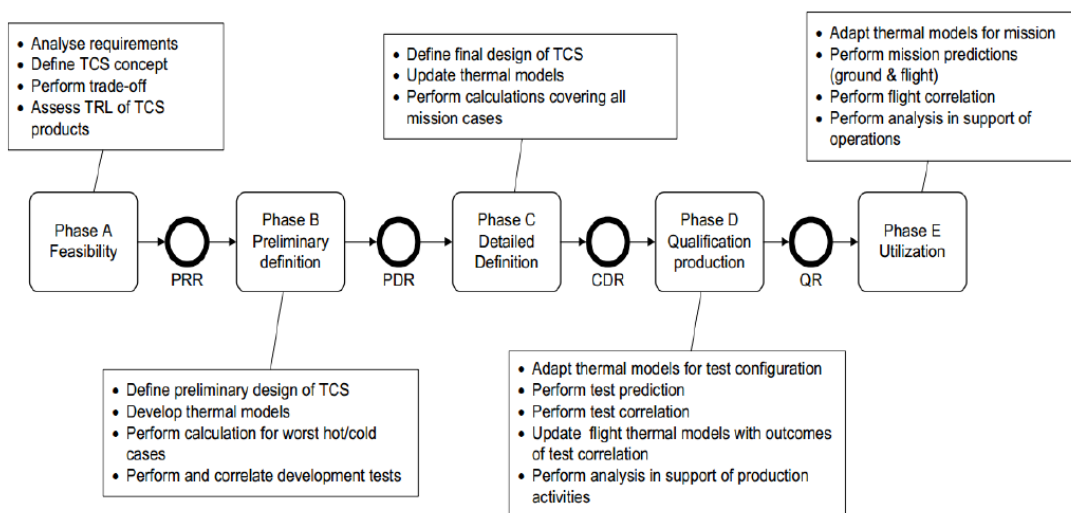 • Analyse requirements
• Define TCS concept
• Perform trade-off
• Assess TRL of TCS
products
• Define final design of TCS
• Update thermal models
• Perform calculations covering all
mission cases
• Adapt thermal models for mission
• Perform mission predictions
(ground & flight)
• Perform flight correlation
• Perform analysis in support of
operations
Phase A
Feasibility
PRR
Phase B
Preliminary
definition
PDR
Phase C
Detailed
Definition
CDR
Phase D
Qualification
production
QR
Phase E
Utilization
• Define preliminary design of TCS
• Develop thermal models
• Perform calculation for worst hot/cold
cases
• Perform and correlate development tests
• Adapt thermal models for test configuration
• Perform test prediction
• Perform test correlation
• Update flight thermal models with outcomes
of test correlation
• Perform analysis in support of production
activities